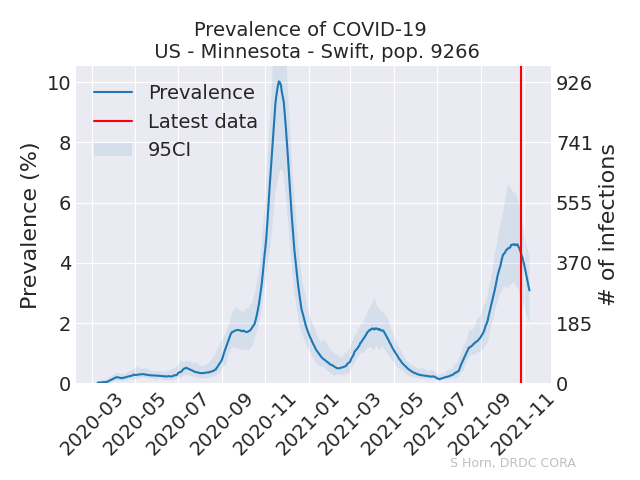 Prevalence of COVID-19
US - Minnesota - Swift, pop. 9266
Prevalence (%)
10
8
6
4
2
0
Prevalence
Latest data
95CI
926
741
555
370
185
0
# of infections
2020-03
2020-05
2020-07
2020-09
2020-11
2021-01
2021-03
2021-05
2021-07
2021-09
2021-11
S Horn, DRDC CORA